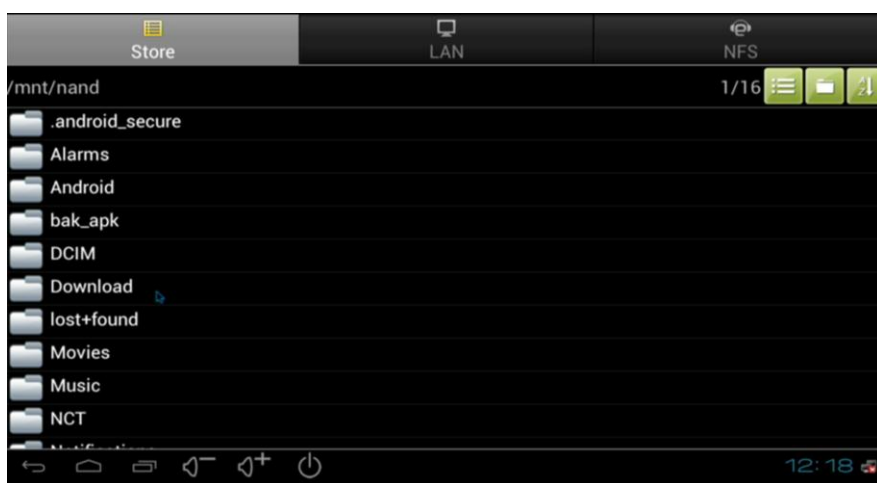 Store
LAN
NFS
/mnt/nand
1/16
.android_secure
Alarms
Android
bak_apk
DCIM
Download
lost+found
Movies
Music
NCT
Notifications
12:18